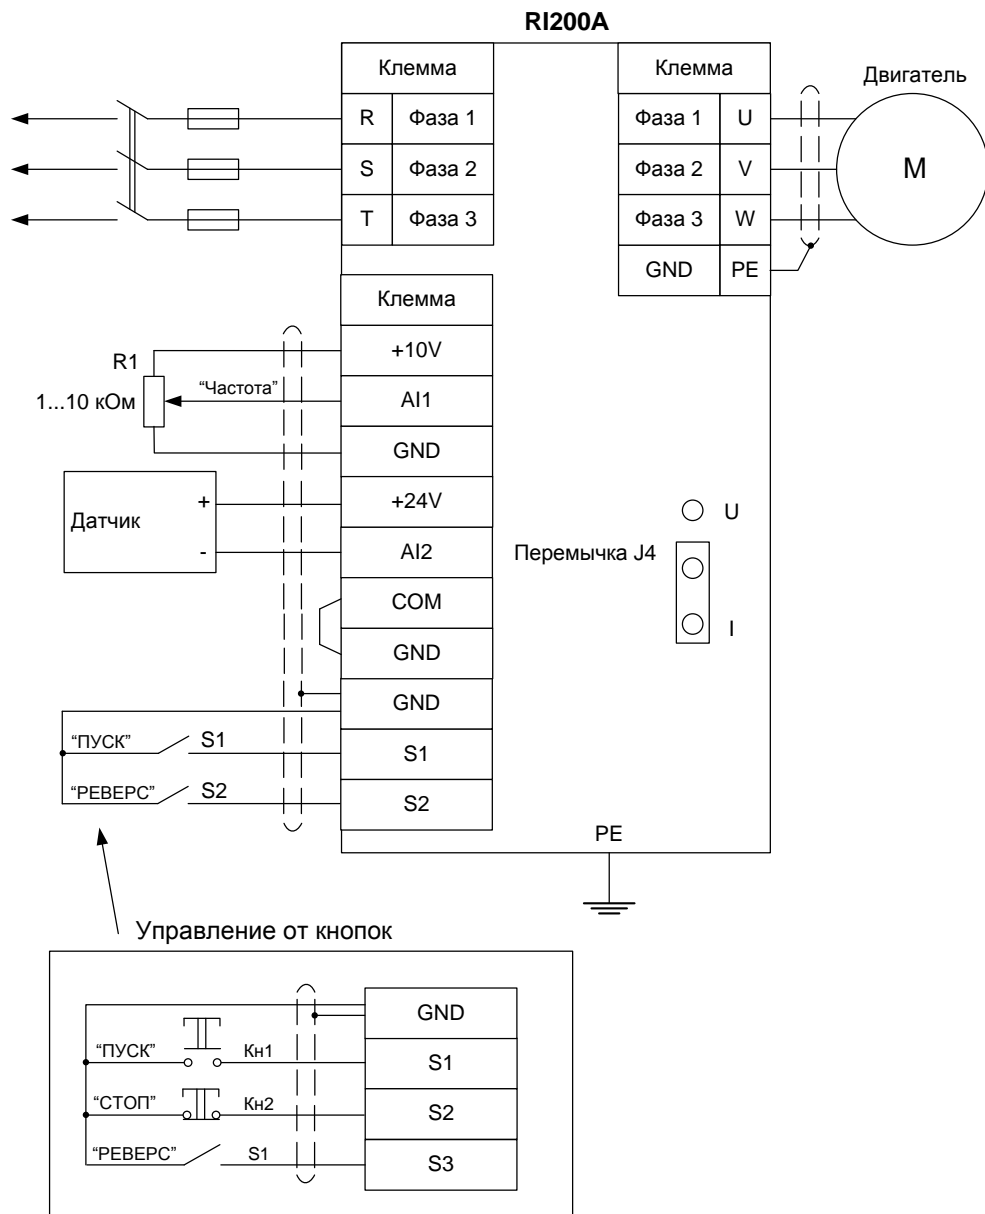 RI200A
Клемма
R Фаза 1
S Фаза 2
T Фаза 3
Клемма
Фаза 1 U
Фаза 2 V
Фаза 3 W
GND PE
Двигатель
M
Клемма
+10V
AI1
GND
+24V
AI2
COM
GND
GND
S1
S2
R1
1...10 кОм
“Частота”
Датчик
+
-
“ПУСК” S1
“РЕВЕРС” S2
Перемычка J4
U
I
PE
Управление от кнопок
GND
“ПУСК” Кн1 S1
“СТОП” Кн2 S2
“РЕВЕРС” S1 S3